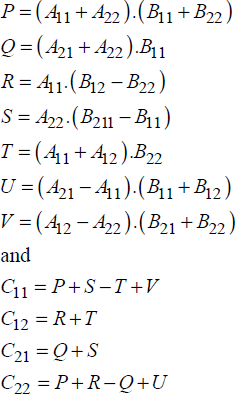 P = (A₁₁ + A₂₂).(B₁₁ + B₂₂)
Q = (A₂₁ + A₂₂).B₁₁
R = A₁₁.(B₁₂ − B₂₂)
S = A₂₂.(B₂₁₁ − B₁₁)
T = (A₁₁ + A₁₂).B₂₂
U = (A₂₁ − A₁₁).(B₁₁ + B₁₂)
V = (A₁₂ − A₂₂).(B₂₁ + B₂₂)
and
C₁₁ = P + S − T + V
C₁₂ = R + T
C₂₁ = Q + S
C₂₂ = P + R − Q + U